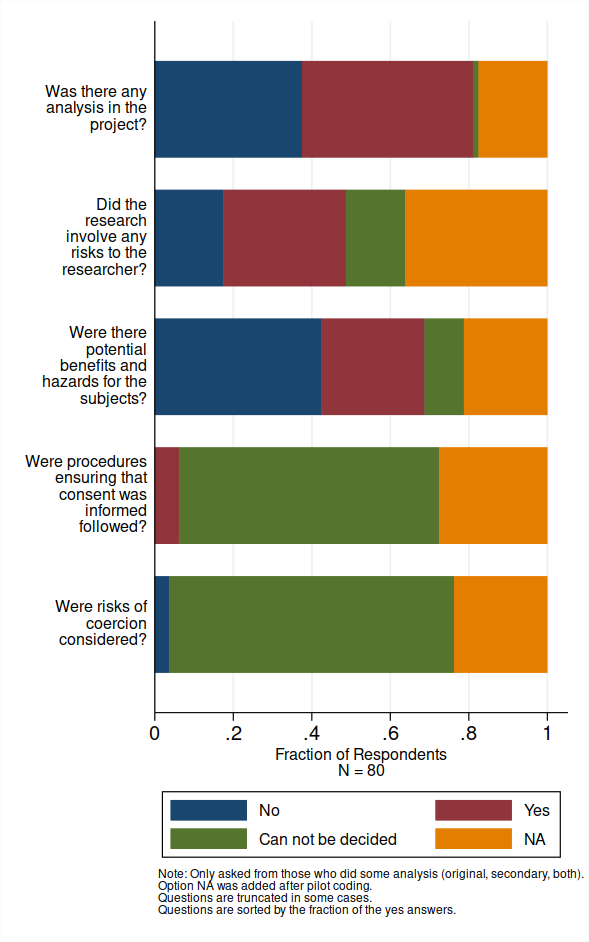 Was there any
analysis in the
project?
Did the
research
involve any
risks to the
researcher?
Were there
potential
benefits and
hazards for the
subjects?
Were procedures
ensuring that
consent was
informed
followed?
Were risks of
coercion
considered?
0 .2 .4 .6 .8 1
Fraction of Respondents
N = 80
No Yes
Can not be decided NA
Note: Only asked from those who did some analysis (original, secondary, both).
Option NA was added after pilot coding.
Questions are truncated in some cases.
Questions are sorted by the fraction of the yes answers.